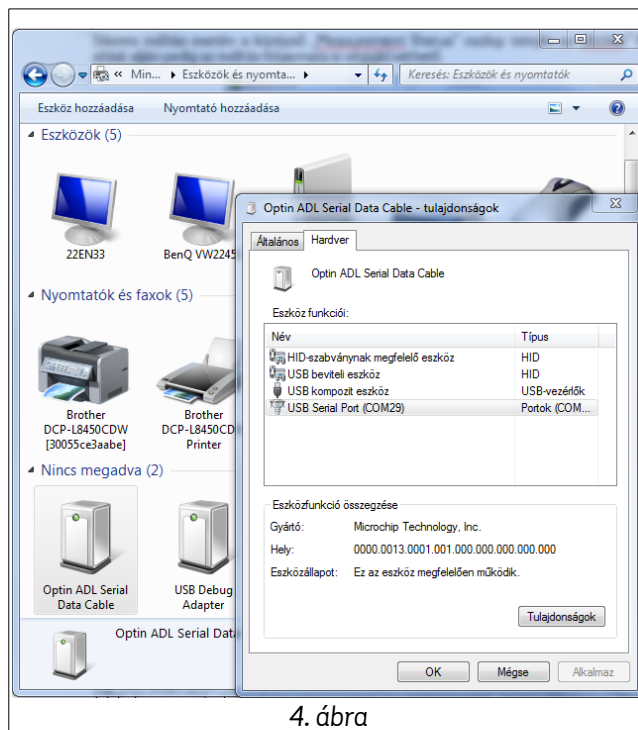 « Min... ▸ Eszközök és nyomta... ▸
Keresés: Eszközök és nyomtatók
Eszköz hozzáadása Nyomtató hozzáadása
Eszközök (5)
22EN33
BenQ VW2245
Nyomtatók és faxok (5)
Brother
DCP-L8450CDW
[30055ce3aabe]
Brother
DCP-L8450CD
Printer
Nincs megadva (2)
Optin ADL Serial
Data Cable
USB Debug
Adapter
Optin ADL Serial Data
Optin ADL Serial Data Cable - tulajdonságok
Általános Hardver
Optin ADL Serial Data Cable
Eszköz funkciói:
Név Típus
HID-szabványnak megfelelő eszköz HID
USB beviteli eszköz HID
USB kompozit eszköz USB-vezérlők
USB Serial Port (COM29) Portok (COM...
Eszközfunkció összegzése
Gyártó: Microchip Technology, Inc.
Hely: 0000.0013.0001.001.000.000.000.000.000
Eszközállapot: Ez az eszköz megfelelően működik.
Tulajdonságok
OK Mégse Alkalmaz
4. ábra